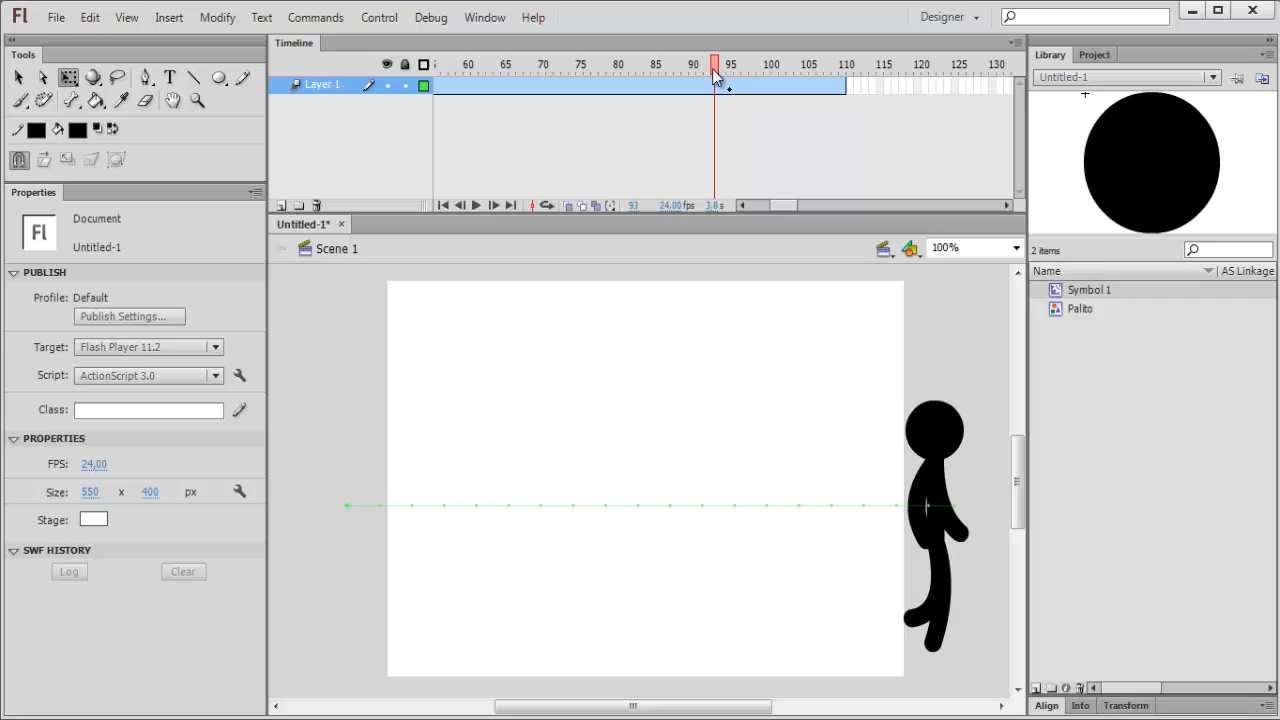 Fl File Edit View Insert Modify Text Commands Control Debug Window Help Designer
Tools
Timeline
Library Project
60 65 70 75 80 85 90 95 100 105 110 115 120 125 130
Untitled-1
Layer 1
Properties
93 24,00 fps 3,8 s
Fl
Document
Untitled-1
Untitled-1*
Scene 1
100%
2 items
Name AS Linkage
Symbol 1
Palito
PUBLISH
Profile: Default
Publish Settings...
Target: Flash Player 11.2
Script: ActionScript 3.0
Class:
PROPERTIES
FPS: 24,00
Size: 550 x 400 px
Stage:
SWF HISTORY
Log Clear
Align Info Transform